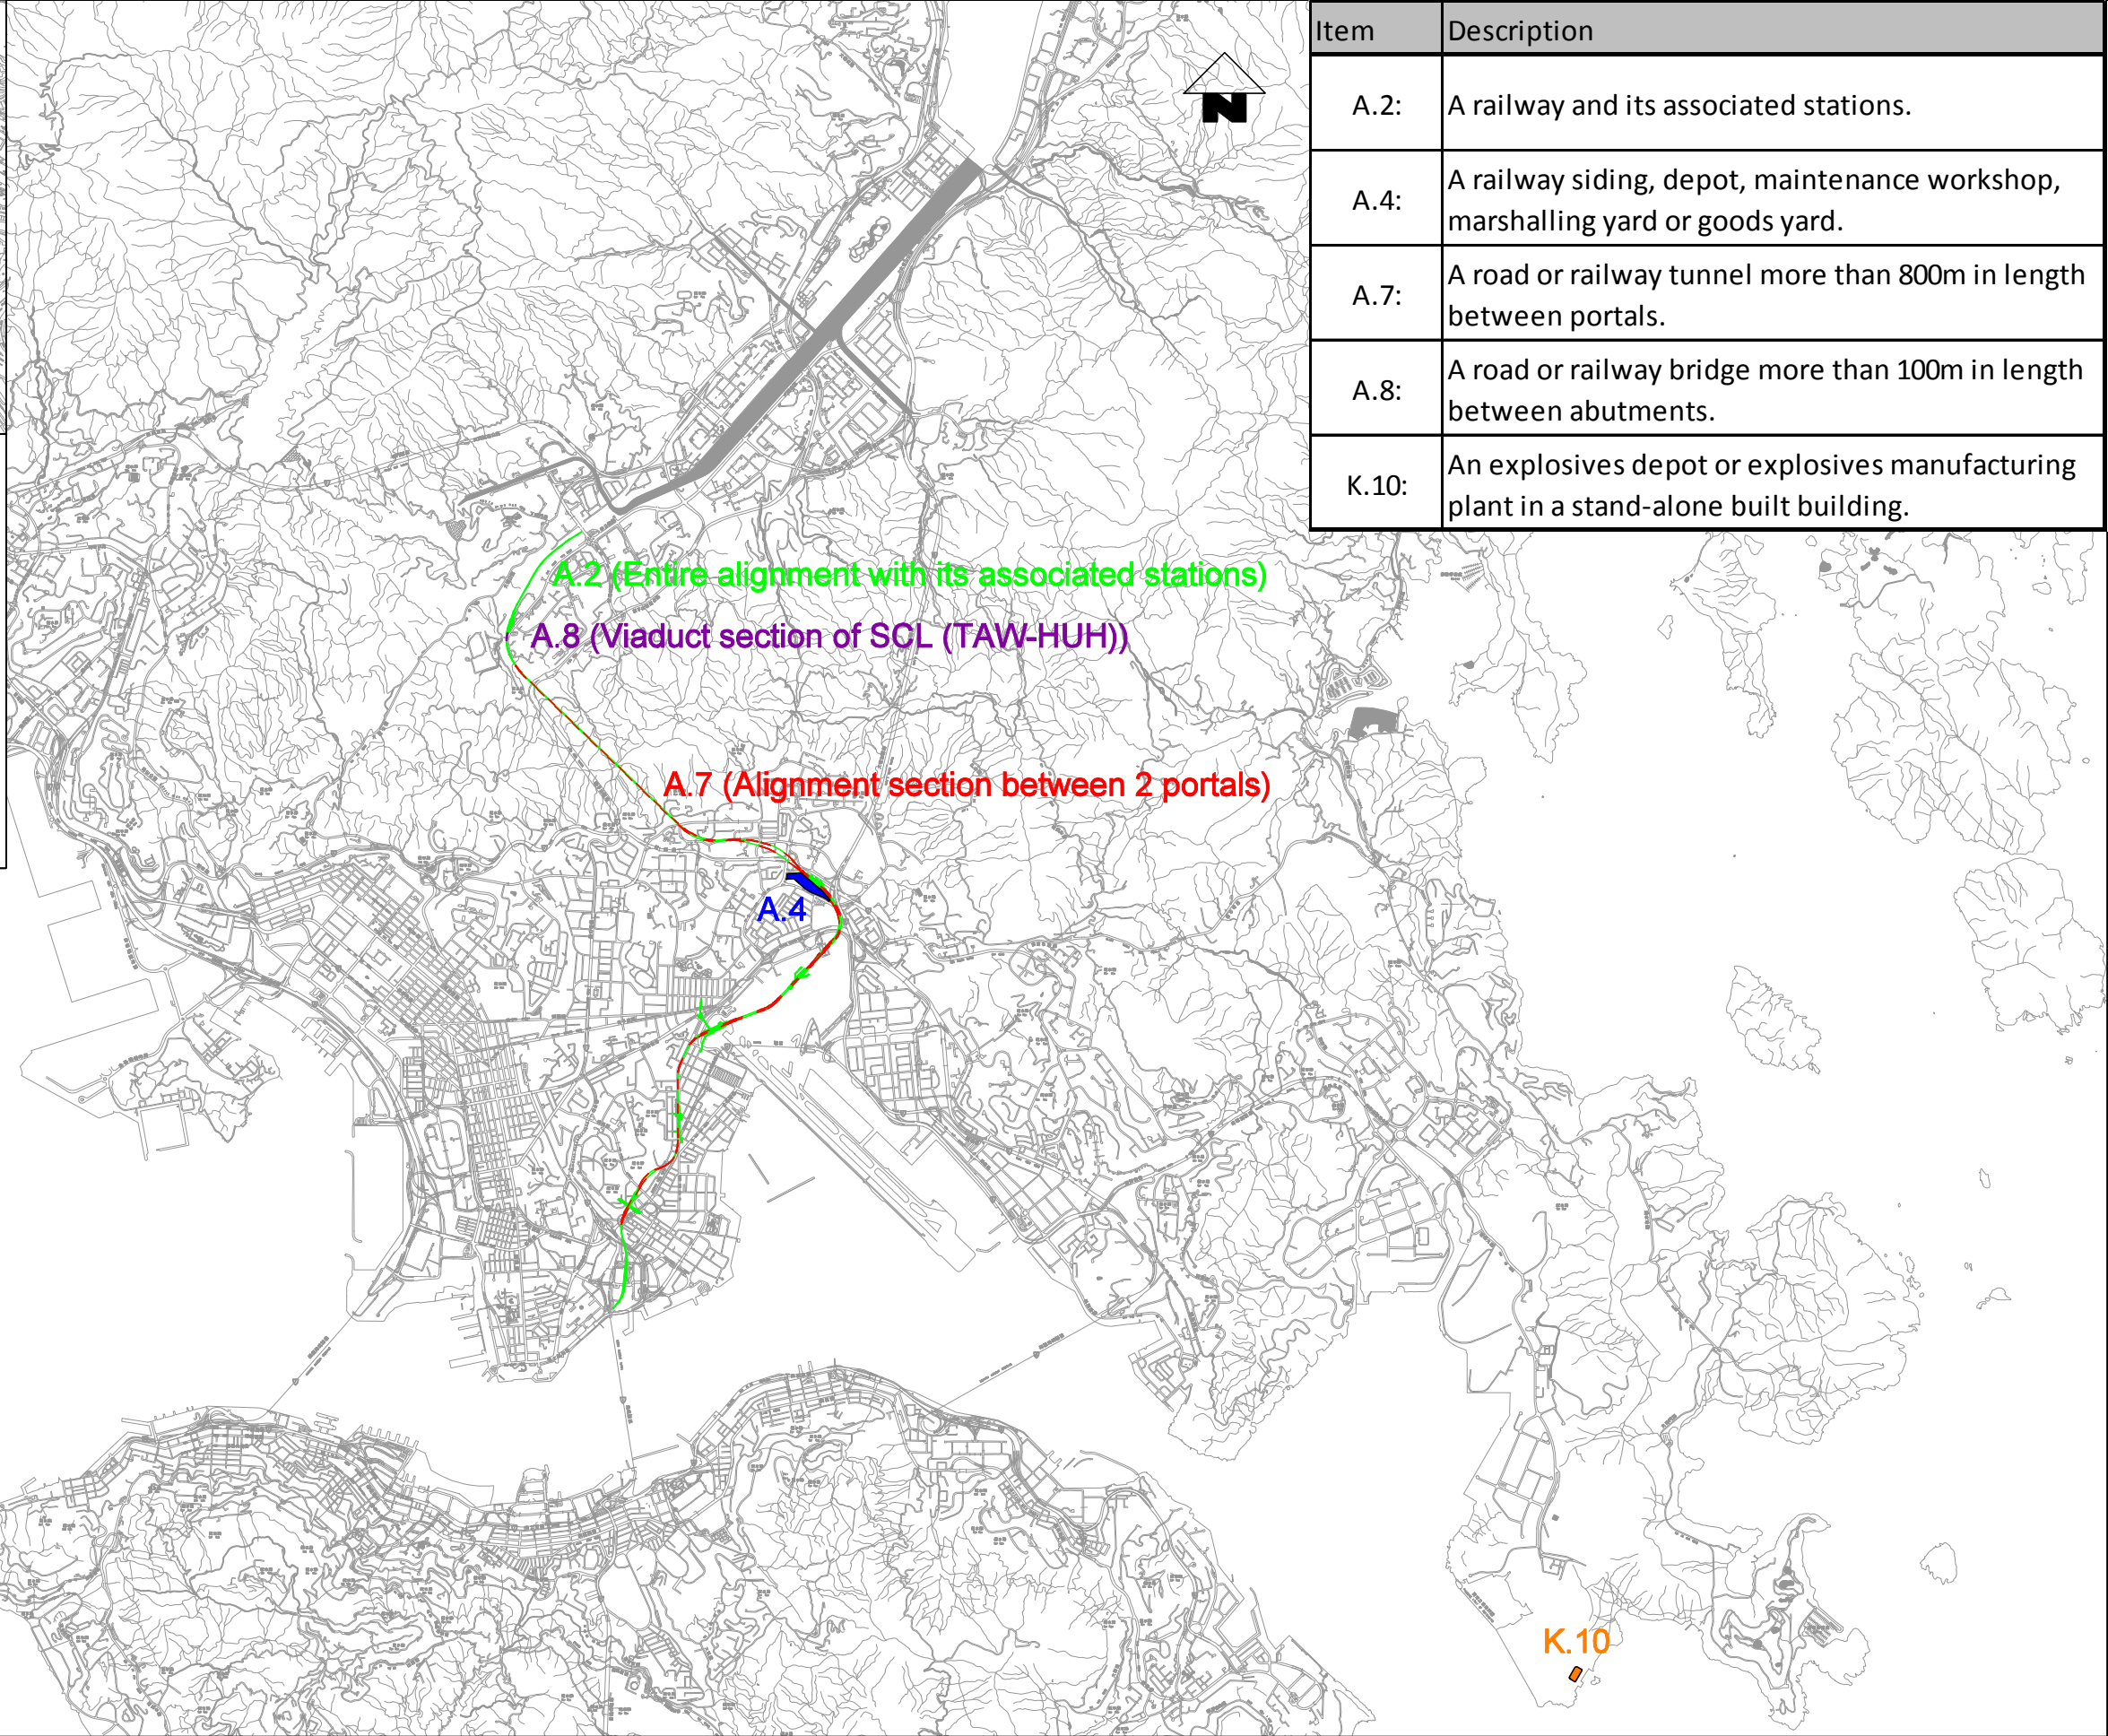 Item Description
A.2: A railway and its associated stations.
A.4: A railway siding, depot, maintenance workshop,
marshalling yard or goods yard.
A.7: A road or railway tunnel more than 800m in length
between portals.
A.8: A road or railway bridge more than 100m in length
between abutments.
K.10: An explosives depot or explosives manufacturing
plant in a stand-alone built building.
N
A.2 (Entire alignment with its associated stations)
A.8 (Viaduct section of SCL (TAW-HUH))
A.7 (Alignment section between 2 portals)
A.4
K.10